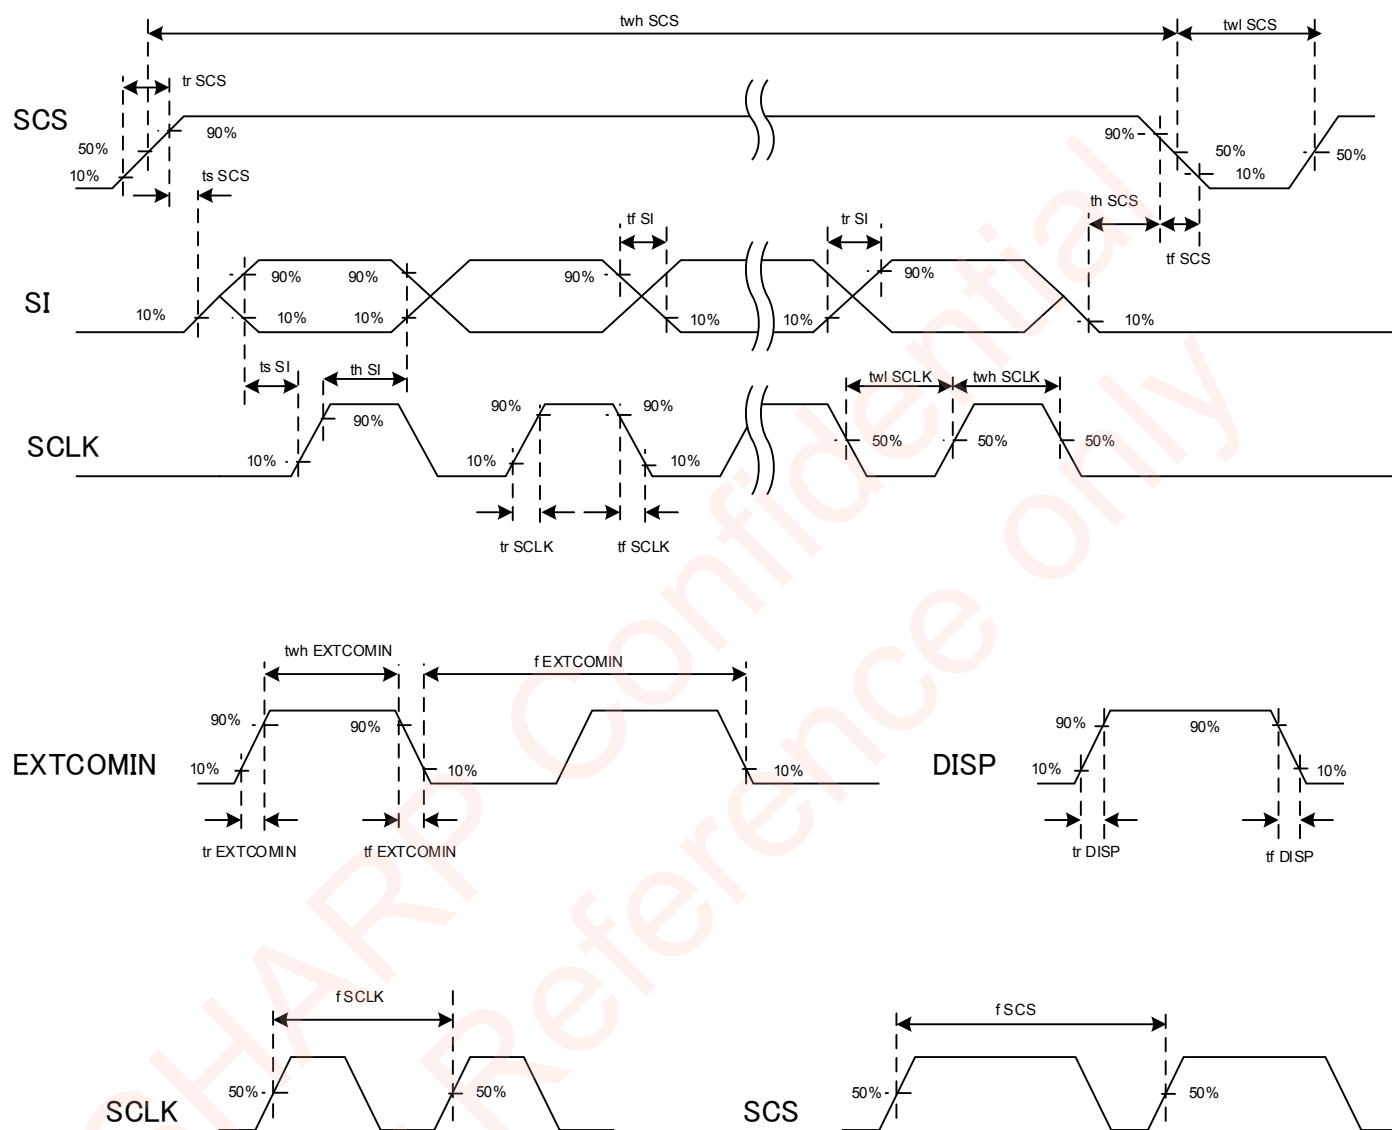 twh SCS
twl SCS
tr SCS
SCS
90%
90%
50%
50%
50%
10%
10%
ts SCS
th SCS
tf SCS
tf SI
tr SI
SI
90%
90%
90%
90%
10%
10%
10%
10%
10%
10%
ts SI
th SI
twl SCLK
twh SCLK
SCLK
90%
90%
90%
50%
50%
50%
10%
10%
10%
tr SCLK
tf SCLK
twh EXTCOMIN
f EXTCOMIN
EXTCOMIN
90%
90%
10%
10%
10%
tr EXTCOMIN
tf EXTCOMIN
DISP
90%
90%
10%
10%
tr DISP
tf DISP
f SCLK
50%
50%
SCLK
f SCS
50%
50%
SCS
SHARP Confidential
Reference only